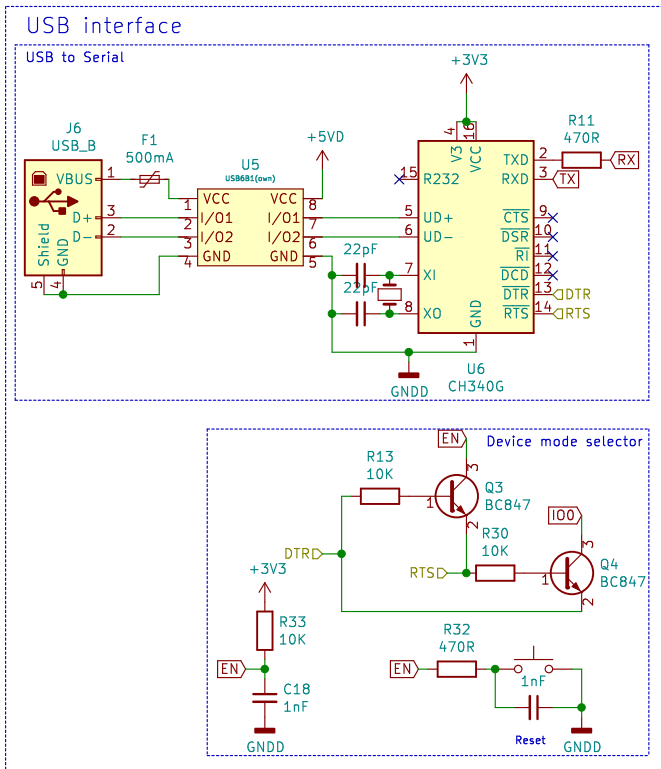 USB interface
USB to Serial
+3V3
J6
USB_B
F1
500mA
U5
USB6B1(own)
+5VD
R11
470R
VBUS
1
D+
3
D-
2
Shield
GND
5
4
VCC
VCC
1
8
I/O1
I/O1
2
7
I/O2
I/O2
3
6
GND
GND
4
5
4
16
V3
VCC
15
R232
TXD
2
RX
RXD
3
TX
5
UD+
CTS
9
6
UD-
DSR
10
RI
11
22pF
7
XI
DCD
12
22pF
DTR
13
DTR
8
XO
RTS
14
RTS
GND
1
GNDD
U6
CH340G
Device mode selector
EN
R13
10K
3
Q3
BC847
1
2
IO0
R30
10K
3
DTR
RTS
Q4
BC847
1
2
+3V3
R33
10K
EN
C18
1nF
GNDD
R32
470R
EN
1nF
Reset
GNDD